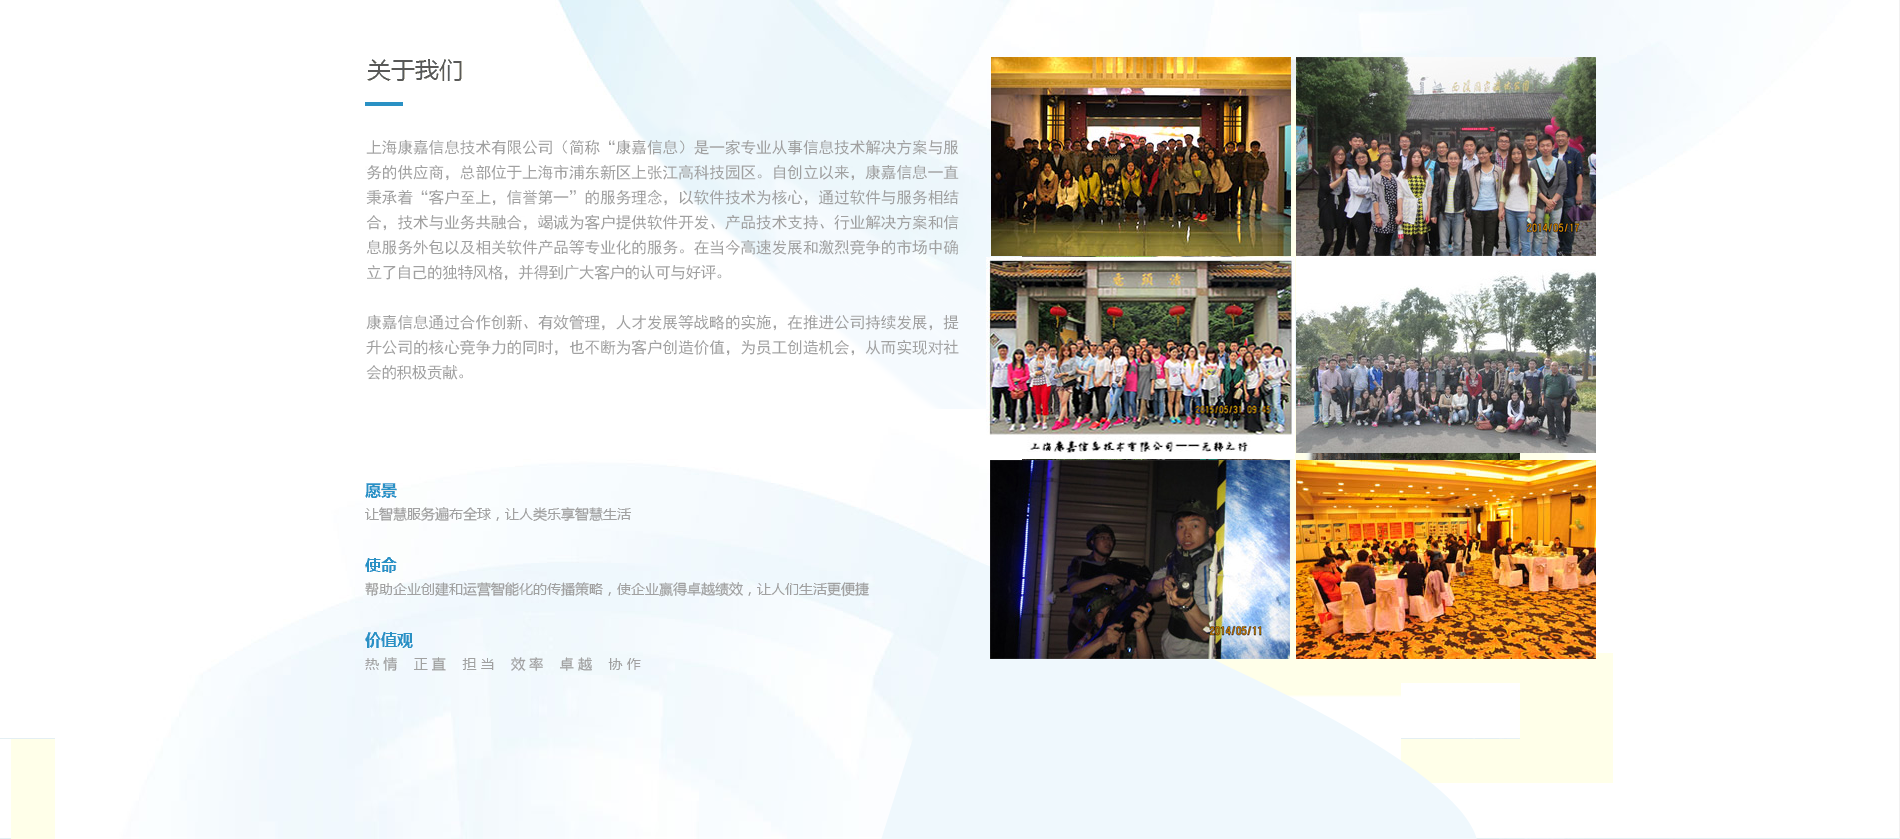 关于我们
上海康嘉信息技术有限公司（简称“康嘉信息）是一家专业从事信息技术解决方案与服
务的供应商，总部位于上海市浦东新区上张江高科技园区。自创立以来，康嘉信息一直
秉承着“客户至上，信誉第一”的服务理念，以软件技术为核心，通过软件与服务相结
合，技术与业务共融合，竭诚为客户提供软件开发、产品技术支持、行业解决方案和信
息服务外包以及相关软件产品等专业化的服务。在当今高速发展和激烈竞争的市场中确
立了自己的独特风格，并得到广大客户的认可与好评。
康嘉信息通过合作创新、有效管理，人才发展等战略的实施，在推进公司持续发展，提
升公司的核心竞争力的同时，也不断为客户创造价值，为员工创造机会，从而实现对社
会的积极贡献。
愿景
让智慧服务遍布全球，让人类乐享智慧生活
使命
帮助企业创建和运营智能化的传播策略，使企业赢得卓越绩效，让人们生活更便捷
价值观
热情 正直 担当 效率 卓越 协作
2014/05/17
黿頭渚
2015/05/31 09:45
上海康嘉信息技术有限公司——无锡之行
2014/05/11